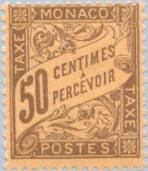 MONACO
TAXE
50 CENTIMES
À
PERCEVOIR
TAXE
POSTES